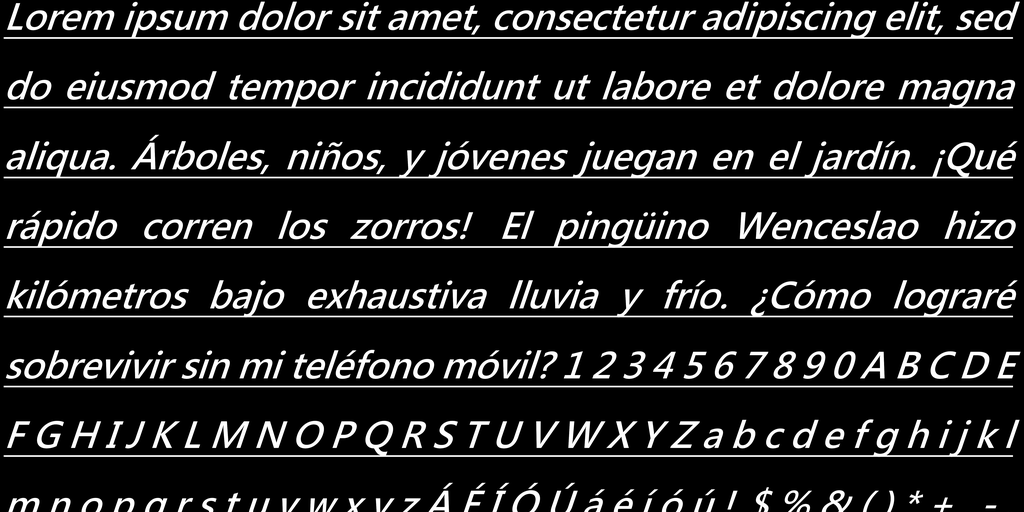 Lorem ipsum dolor sit amet, consectetur adipiscing elit, sed
do eiusmod tempor incididunt ut labore et dolore magna
aliqua. Árboles, niños, y jóvenes juegan en el jardín. ¡Qué
rápido corren los zorros! El pingüino Wenceslao hizo
kilómetros bajo exhaustiva lluvia y frío. ¿Cómo lograré
sobrevivir sin mi teléfono móvil? 1 2 3 4 5 6 7 8 9 0 A B C D E
F G H I J K L M N O P Q R S T U V W X Y Z a b c d e f g h i j k l
m n o p q r s t u v w x y z Á É Í Ó Ú á é í ó ú ! $ % & ( ) * + -